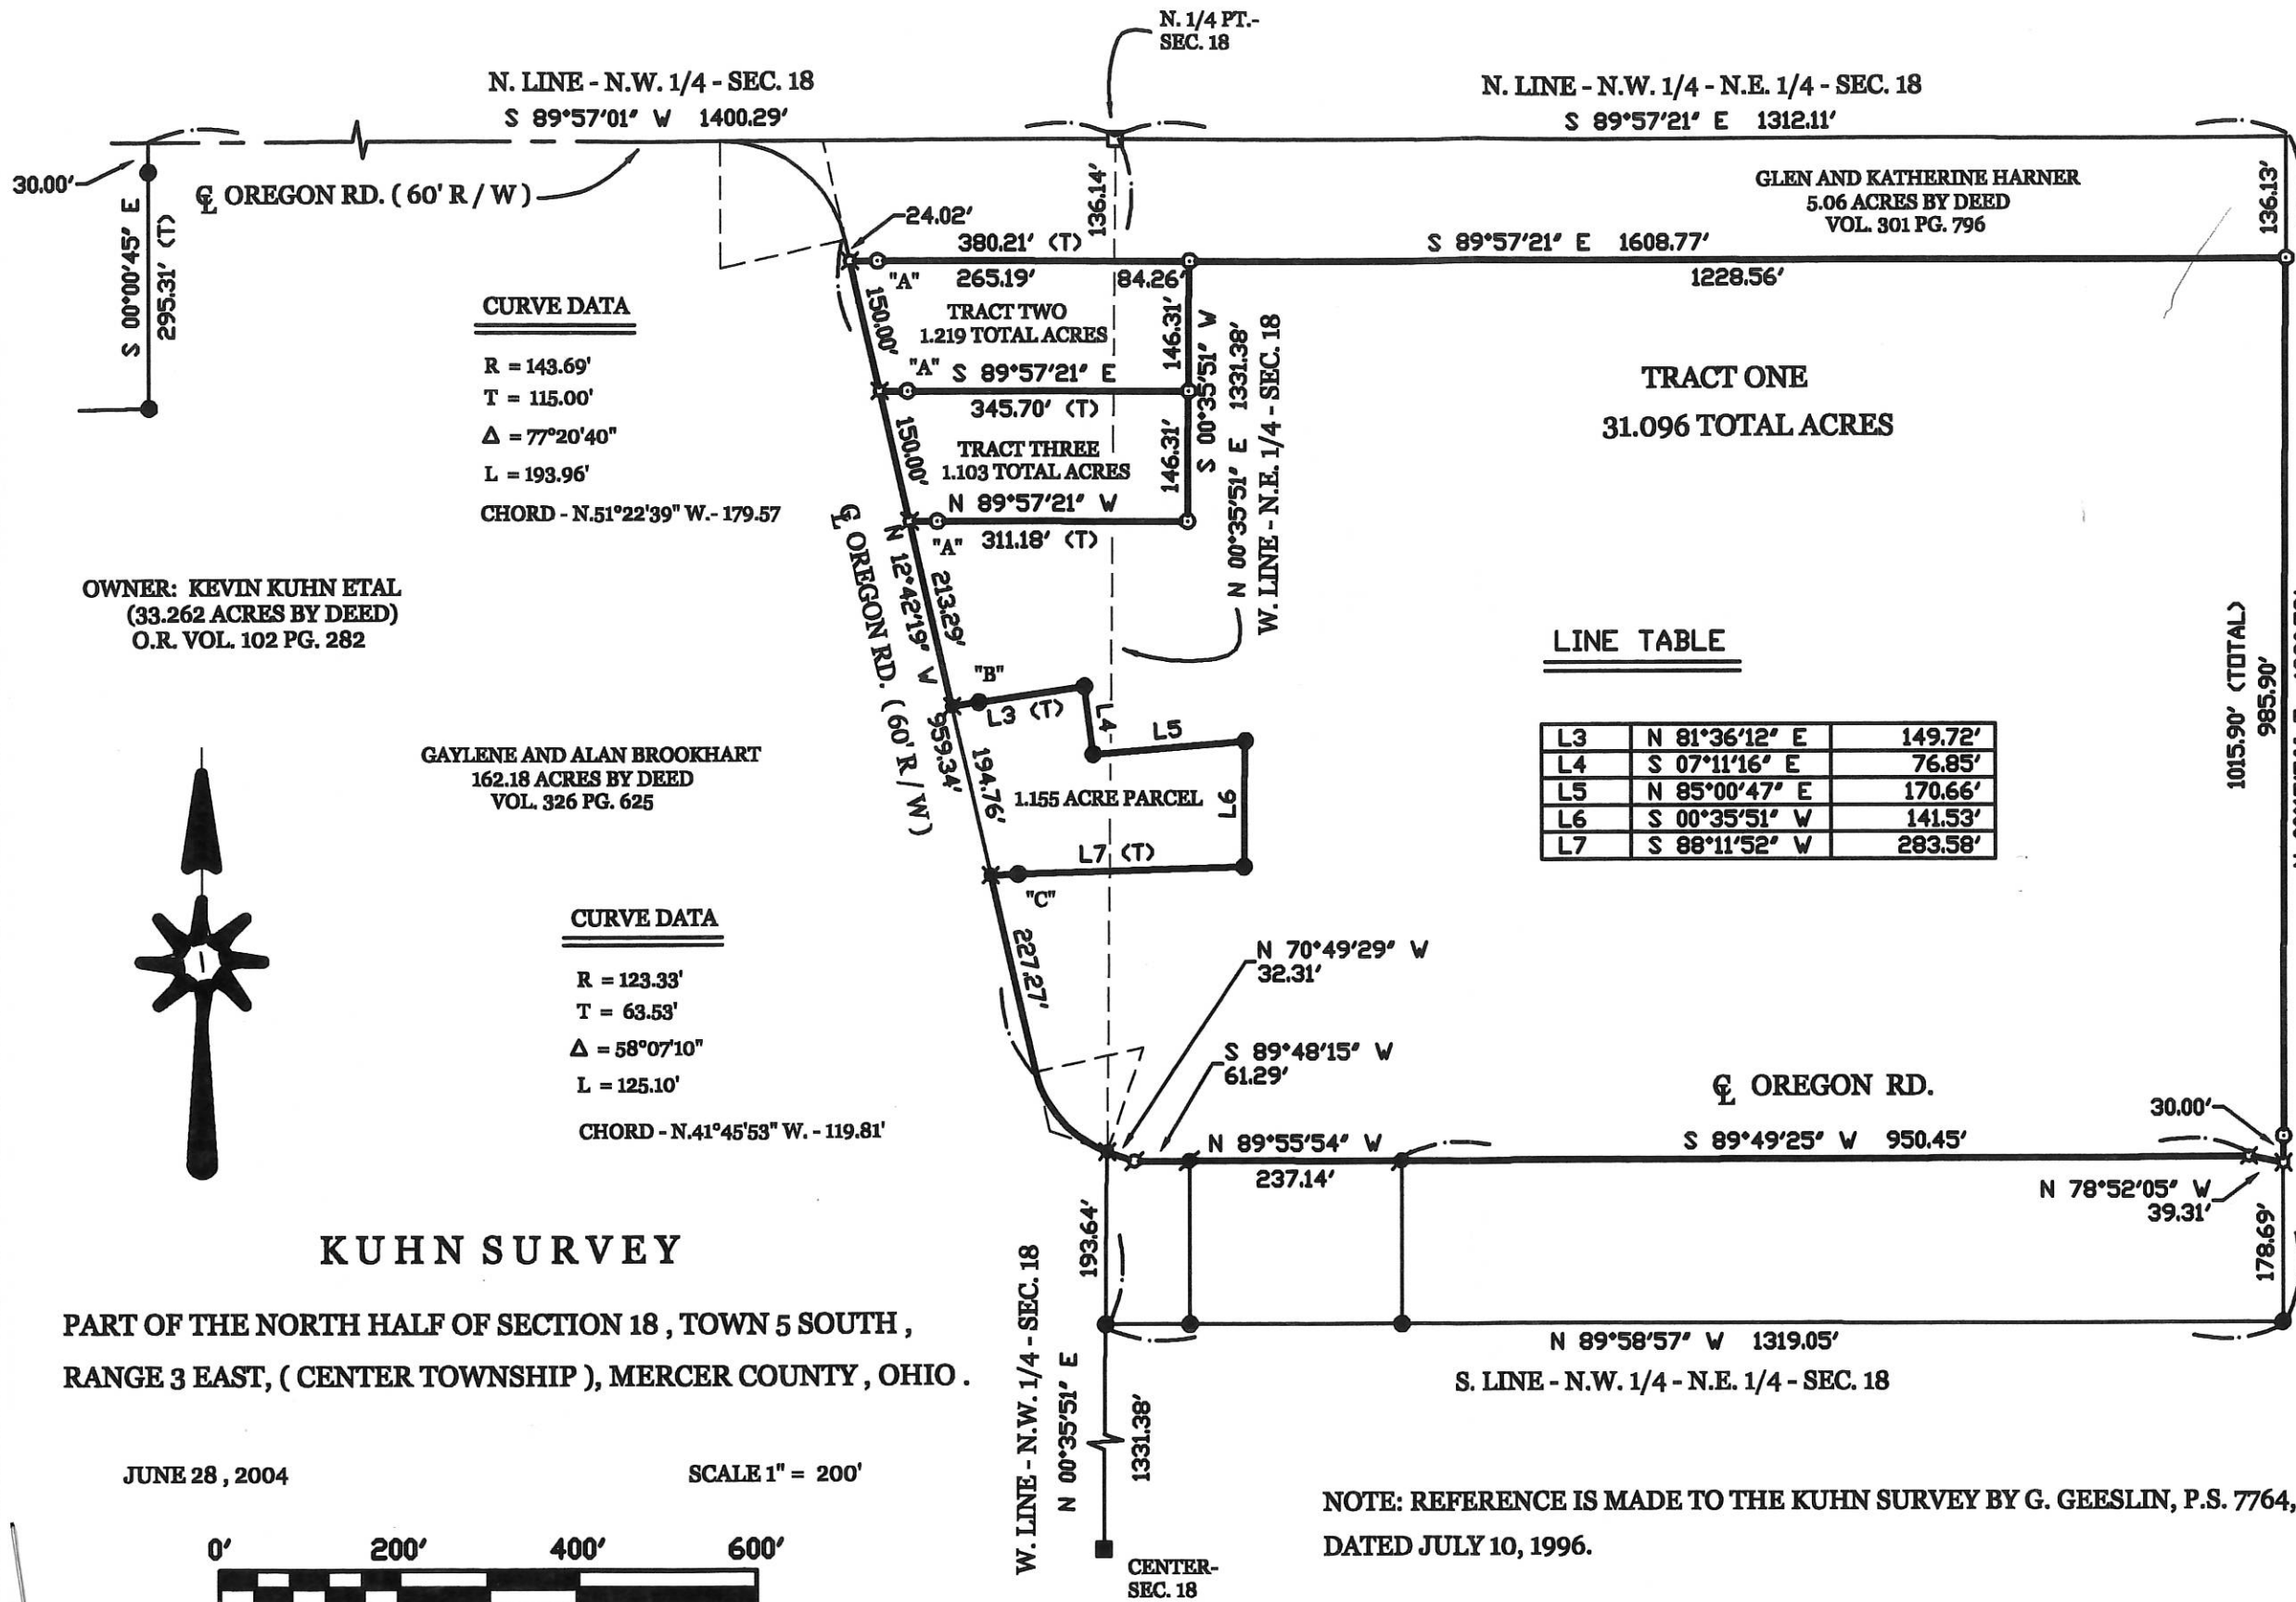 N. 1/4 PT.-
SEC. 18
N. LINE - N.W. 1/4 - SEC. 18
S 89°57'01" W 1400.29'
N. LINE - N.W. 1/4 - N.E. 1/4 - SEC. 18
S 89°57'21" E 1312.11'
30.00'
℄ OREGON RD. ( 60' R / W )
S 00°00'45" E
295.31' (T)
24.02'
136.14'
GLEN AND KATHERINE HARNER
5.06 ACRES BY DEED
VOL. 301 PG. 796
136.13'
380.21' (T)
S 89°57'21" E 1608.77'
"A"
265.19'
84.26'
1228.56'
CURVE DATA
R = 143.69'
T = 115.00'
Δ = 77°20'40"
L = 193.96'
CHORD - N.51°22'39" W.- 179.57
150.00'
TRACT TWO
1.219 TOTAL ACRES
146.31'
"A"
S 89°57'21" E
345.70' (T)
150.00'
TRACT THREE
1.103 TOTAL ACRES
146.31'
S 00°35'51" W
N 89°57'21" W
"A"
311.18' (T)
N 00°35'51" E 1331.38'
W. LINE - N.E. 1/4 - SEC. 18
TRACT ONE
31.096 TOTAL ACRES
OWNER: KEVIN KUHN ETAL
(33.262 ACRES BY DEED)
O.R. VOL. 102 PG. 282
℄ OREGON RD. ( 60' R / W )
N 12°42'19" W 959.34'
213.29'
"B"
L3 (T)
L4
L5
194.76'
1.155 ACRE PARCEL
L6
L7 (T)
"C"
227.27'
LINE TABLE
L3 N 81°36'12" E 149.72'
L4 S 07°11'16" E 76.85'
L5 N 85°00'47" E 170.66'
L6 S 00°35'51" W 141.53'
L7 S 88°11'52" W 283.58'
1015.90' (TOTAL)
985.90'
GAYLENE AND ALAN BROOKHART
162.18 ACRES BY DEED
VOL. 326 PG. 625
CURVE DATA
R = 123.33'
T = 63.53'
Δ = 58°07'10"
L = 125.10'
CHORD - N.41°45'53" W. - 119.81'
N 70°49'29" W
32.31'
S 89°48'15" W
61.29'
℄ OREGON RD.
30.00'
N 89°55'54" W
237.14'
S 89°49'25" W 950.45'
N 78°52'05" W
39.31'
193.64'
178.69'
KUHN SURVEY
PART OF THE NORTH HALF OF SECTION 18 , TOWN 5 SOUTH ,
RANGE 3 EAST, ( CENTER TOWNSHIP ), MERCER COUNTY , OHIO .
W. LINE - N.W. 1/4 - SEC. 18
N 00°35'51" E
1331.38'
N 89°58'57" W 1319.05'
S. LINE - N.W. 1/4 - N.E. 1/4 - SEC. 18
JUNE 28 , 2004
SCALE 1" = 200'
0' 200' 400' 600'
CENTER-
SEC. 18
NOTE: REFERENCE IS MADE TO THE KUHN SURVEY BY G. GEESLIN, P.S. 7764,
DATED JULY 10, 1996.